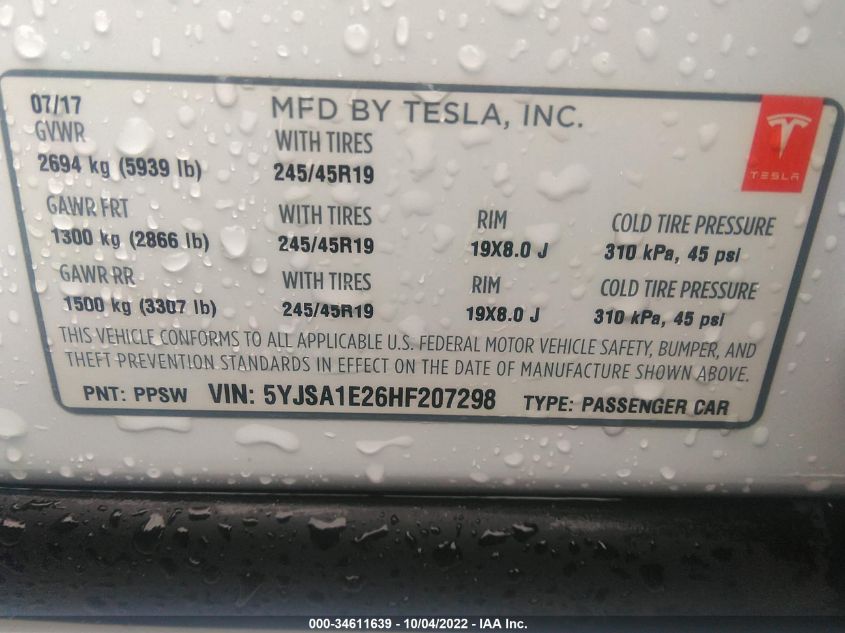 07/17 MFD BY TESLA, INC.
GVWR WITH TIRES
2694 kg (5939 lb) 245/45R19
TESLA
GAWR FRT WITH TIRES RIM COLD TIRE PRESSURE
1300 kg (2866 lb) 245/45R19 19X8.0 J 310 kPa, 45 psi
GAWR RR WITH TIRES RIM COLD TIRE PRESSURE
1500 kg (3307 lb) 245/45R19 19X8.0 J 310 kPa, 45 psi
THIS VEHICLE CONFORMS TO ALL APPLICABLE U.S. FEDERAL MOTOR VEHICLE SAFETY, BUMPER, AND
THEFT PREVENTION STANDARDS IN EFFECT ON THE DATE OF MANUFACTURE SHOWN ABOVE.
PNT: PPSW VIN: 5YJSA1E26HF207298 TYPE: PASSENGER CAR
000-34611639 - 10/04/2022 - IAA Inc.